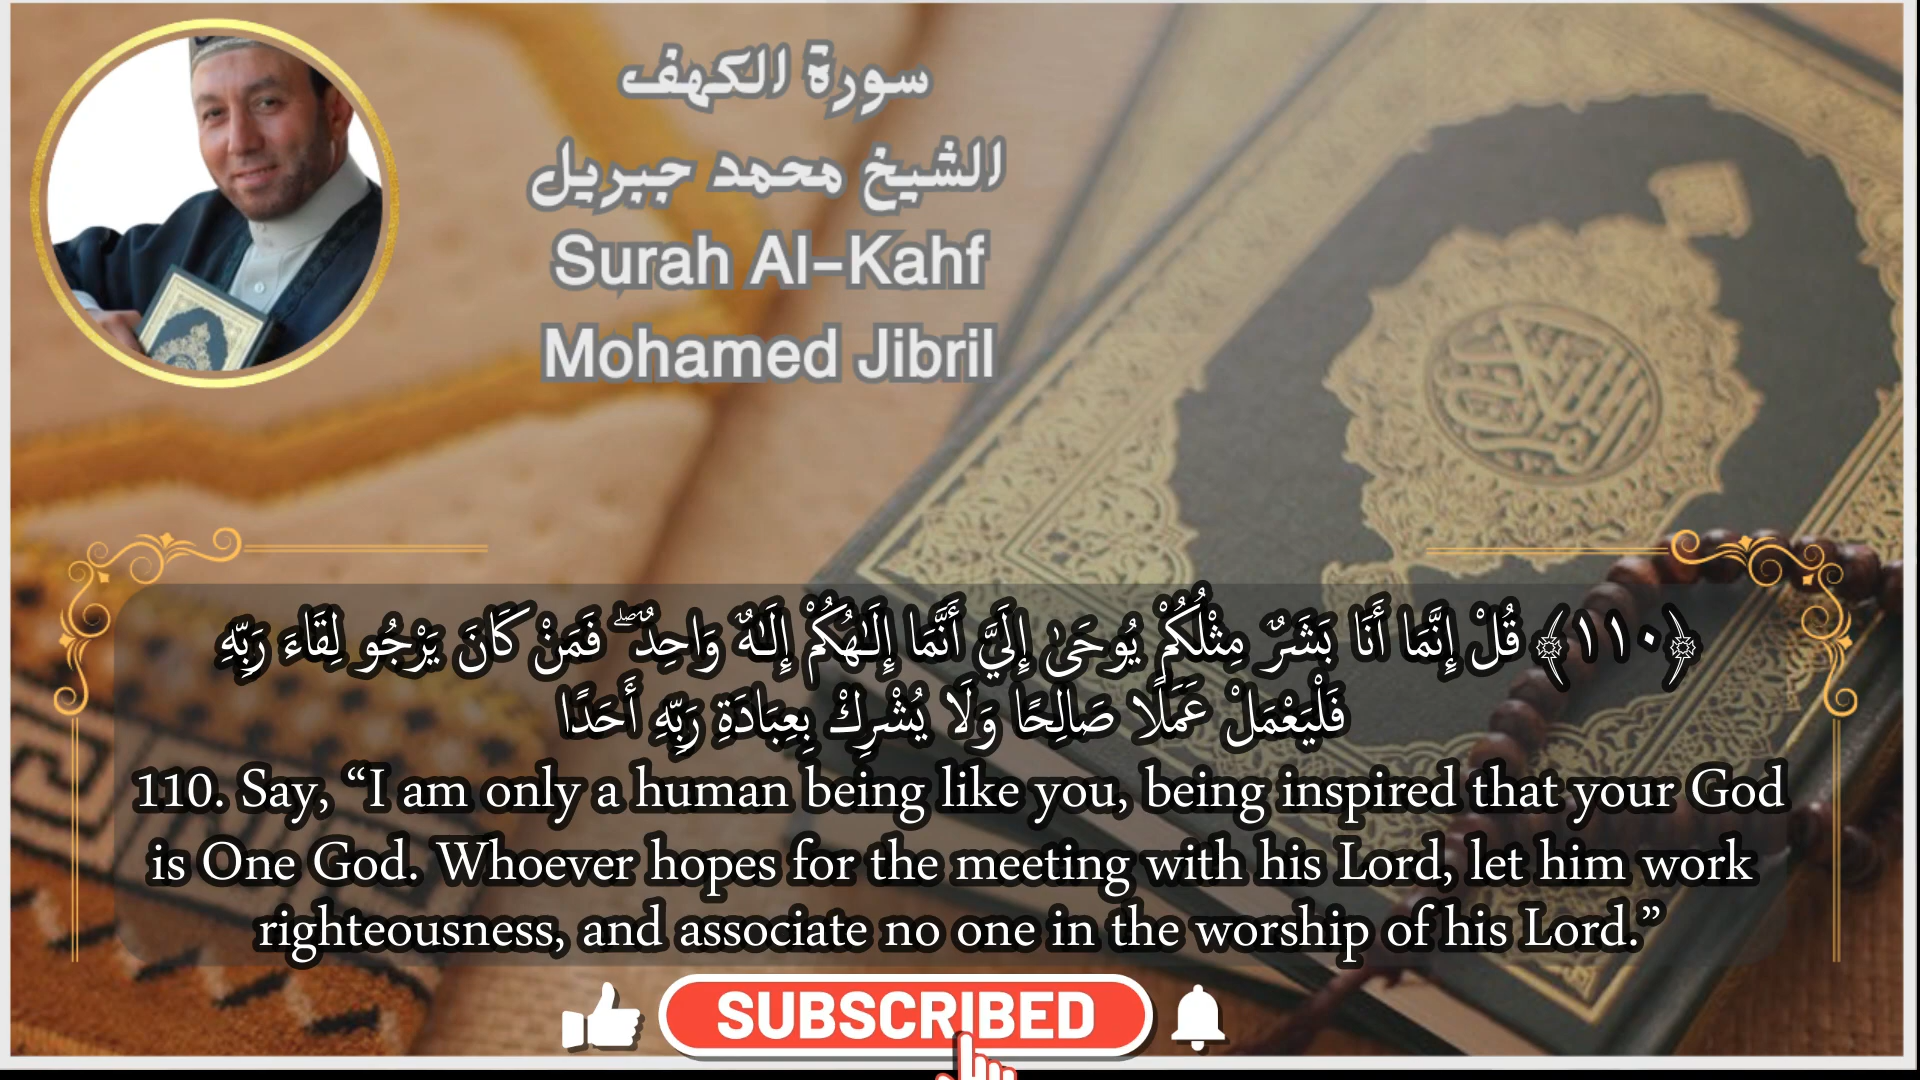 سورة الكهف
الشيخ محمد جبريل
Surah Al-Kahf
Mohamed Jibril
﴿١١٠﴾ قُلْ إِنَّمَا أَنَا بَشَرٌ مِثْلُكُمْ يُوحَىٰ إِلَيَّ أَنَّمَا إِلَٰهُكُمْ إِلَٰهٌ وَاحِدٌ ۖ فَمَنْ كَانَ يَرْجُو لِقَاءَ رَبِّهِ
فَلْيَعْمَلْ عَمَلًا صَالِحًا وَلَا يُشْرِكْ بِعِبَادَةِ رَبِّهِ أَحَدًا
110. Say, “I am only a human being like you, being inspired that your God
is One God. Whoever hopes for the meeting with his Lord, let him work
righteousness, and associate no one in the worship of his Lord.”
SUBSCRIBED